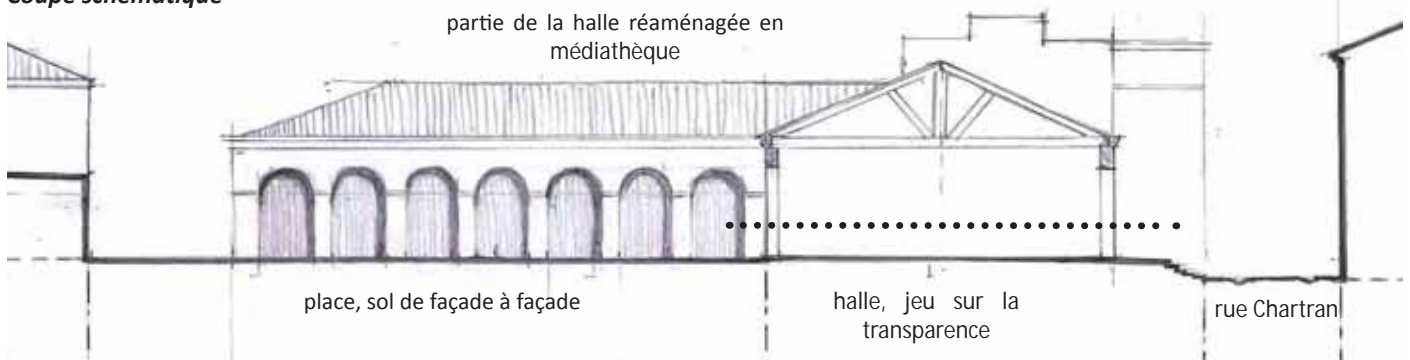 Coupe schématique
partie de la halle réaménagée en
médiathèque
place, sol de façade à façade
halle, jeu sur la
transparence
rue Chartran